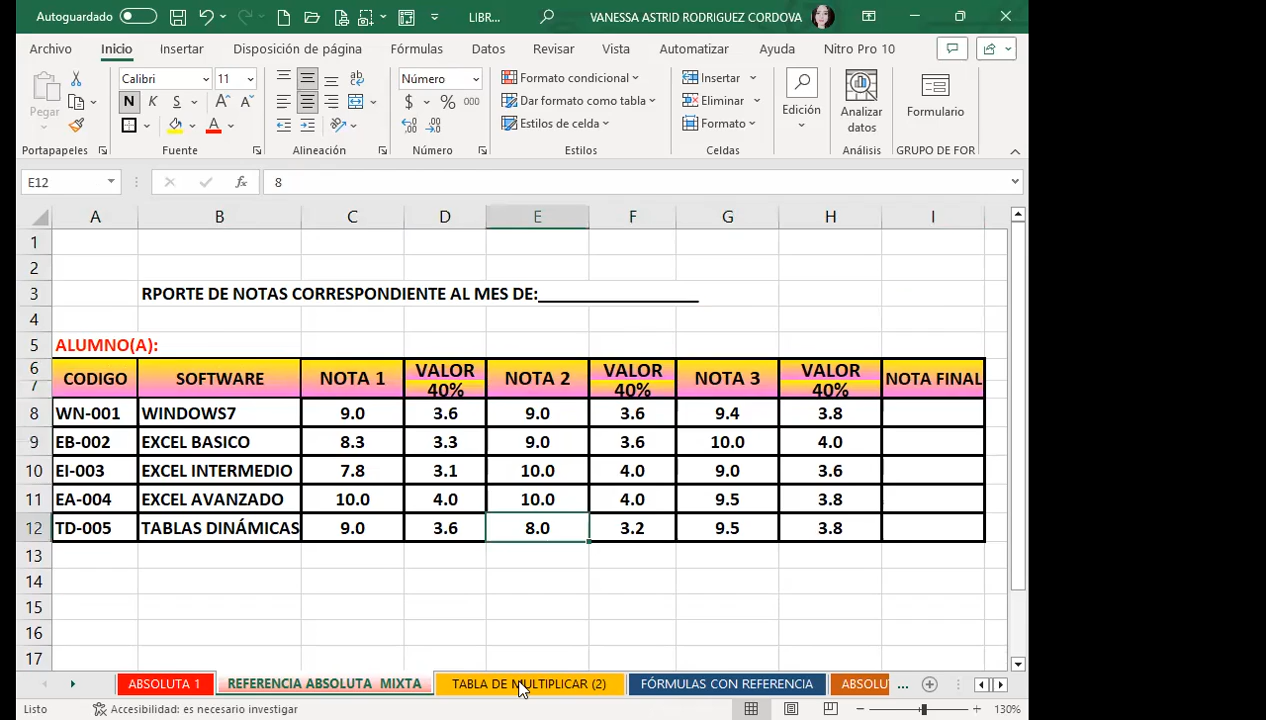 Autoguardado LIBR... VANESSA ASTRID RODRIGUEZ CORDOVA
Archivo Inicio Insertar Disposición de página Fórmulas Datos Revisar Vista Automatizar Ayuda Nitro Pro 10
Pegar
Calibri 11
N K S
ab
Número
$ % 000
Formato condicional
Dar formato como tabla
Estilos de celda
Insertar
Eliminar
Formato
Edición
Analizar
datos
Formulario
Portapapeles Fuente Alineación Número Estilos Celdas Análisis GRUPO DE FOR
E12 fx 8
A B C D E F G H I
1
2
3 RPORTE DE NOTAS CORRESPONDIENTE AL MES DE:__________________
4
5 ALUMNO(A):
6 CODIGO SOFTWARE NOTA 1 VALOR NOTA 2 VALOR NOTA 3 VALOR NOTA FINAL
7 40% 40% 40%
8 WN-001 WINDOWS7 9.0 3.6 9.0 3.6 9.4 3.8
9 EB-002 EXCEL BASICO 8.3 3.3 9.0 3.6 10.0 4.0
10 EI-003 EXCEL INTERMEDIO 7.8 3.1 10.0 4.0 9.0 3.6
11 EA-004 EXCEL AVANZADO 10.0 4.0 10.0 4.0 9.5 3.8
12 TD-005 TABLAS DINÁMICAS 9.0 3.6 8.0 3.2 9.5 3.8
13
14
15
16
17
ABSOLUTA 1 REFERENCIA ABSOLUTA MIXTA TABLA DE MULTIPLICAR (2) FÓRMULAS CON REFERENCIA ABSOLU ...
Listo Accesibilidad: es necesario investigar 130%